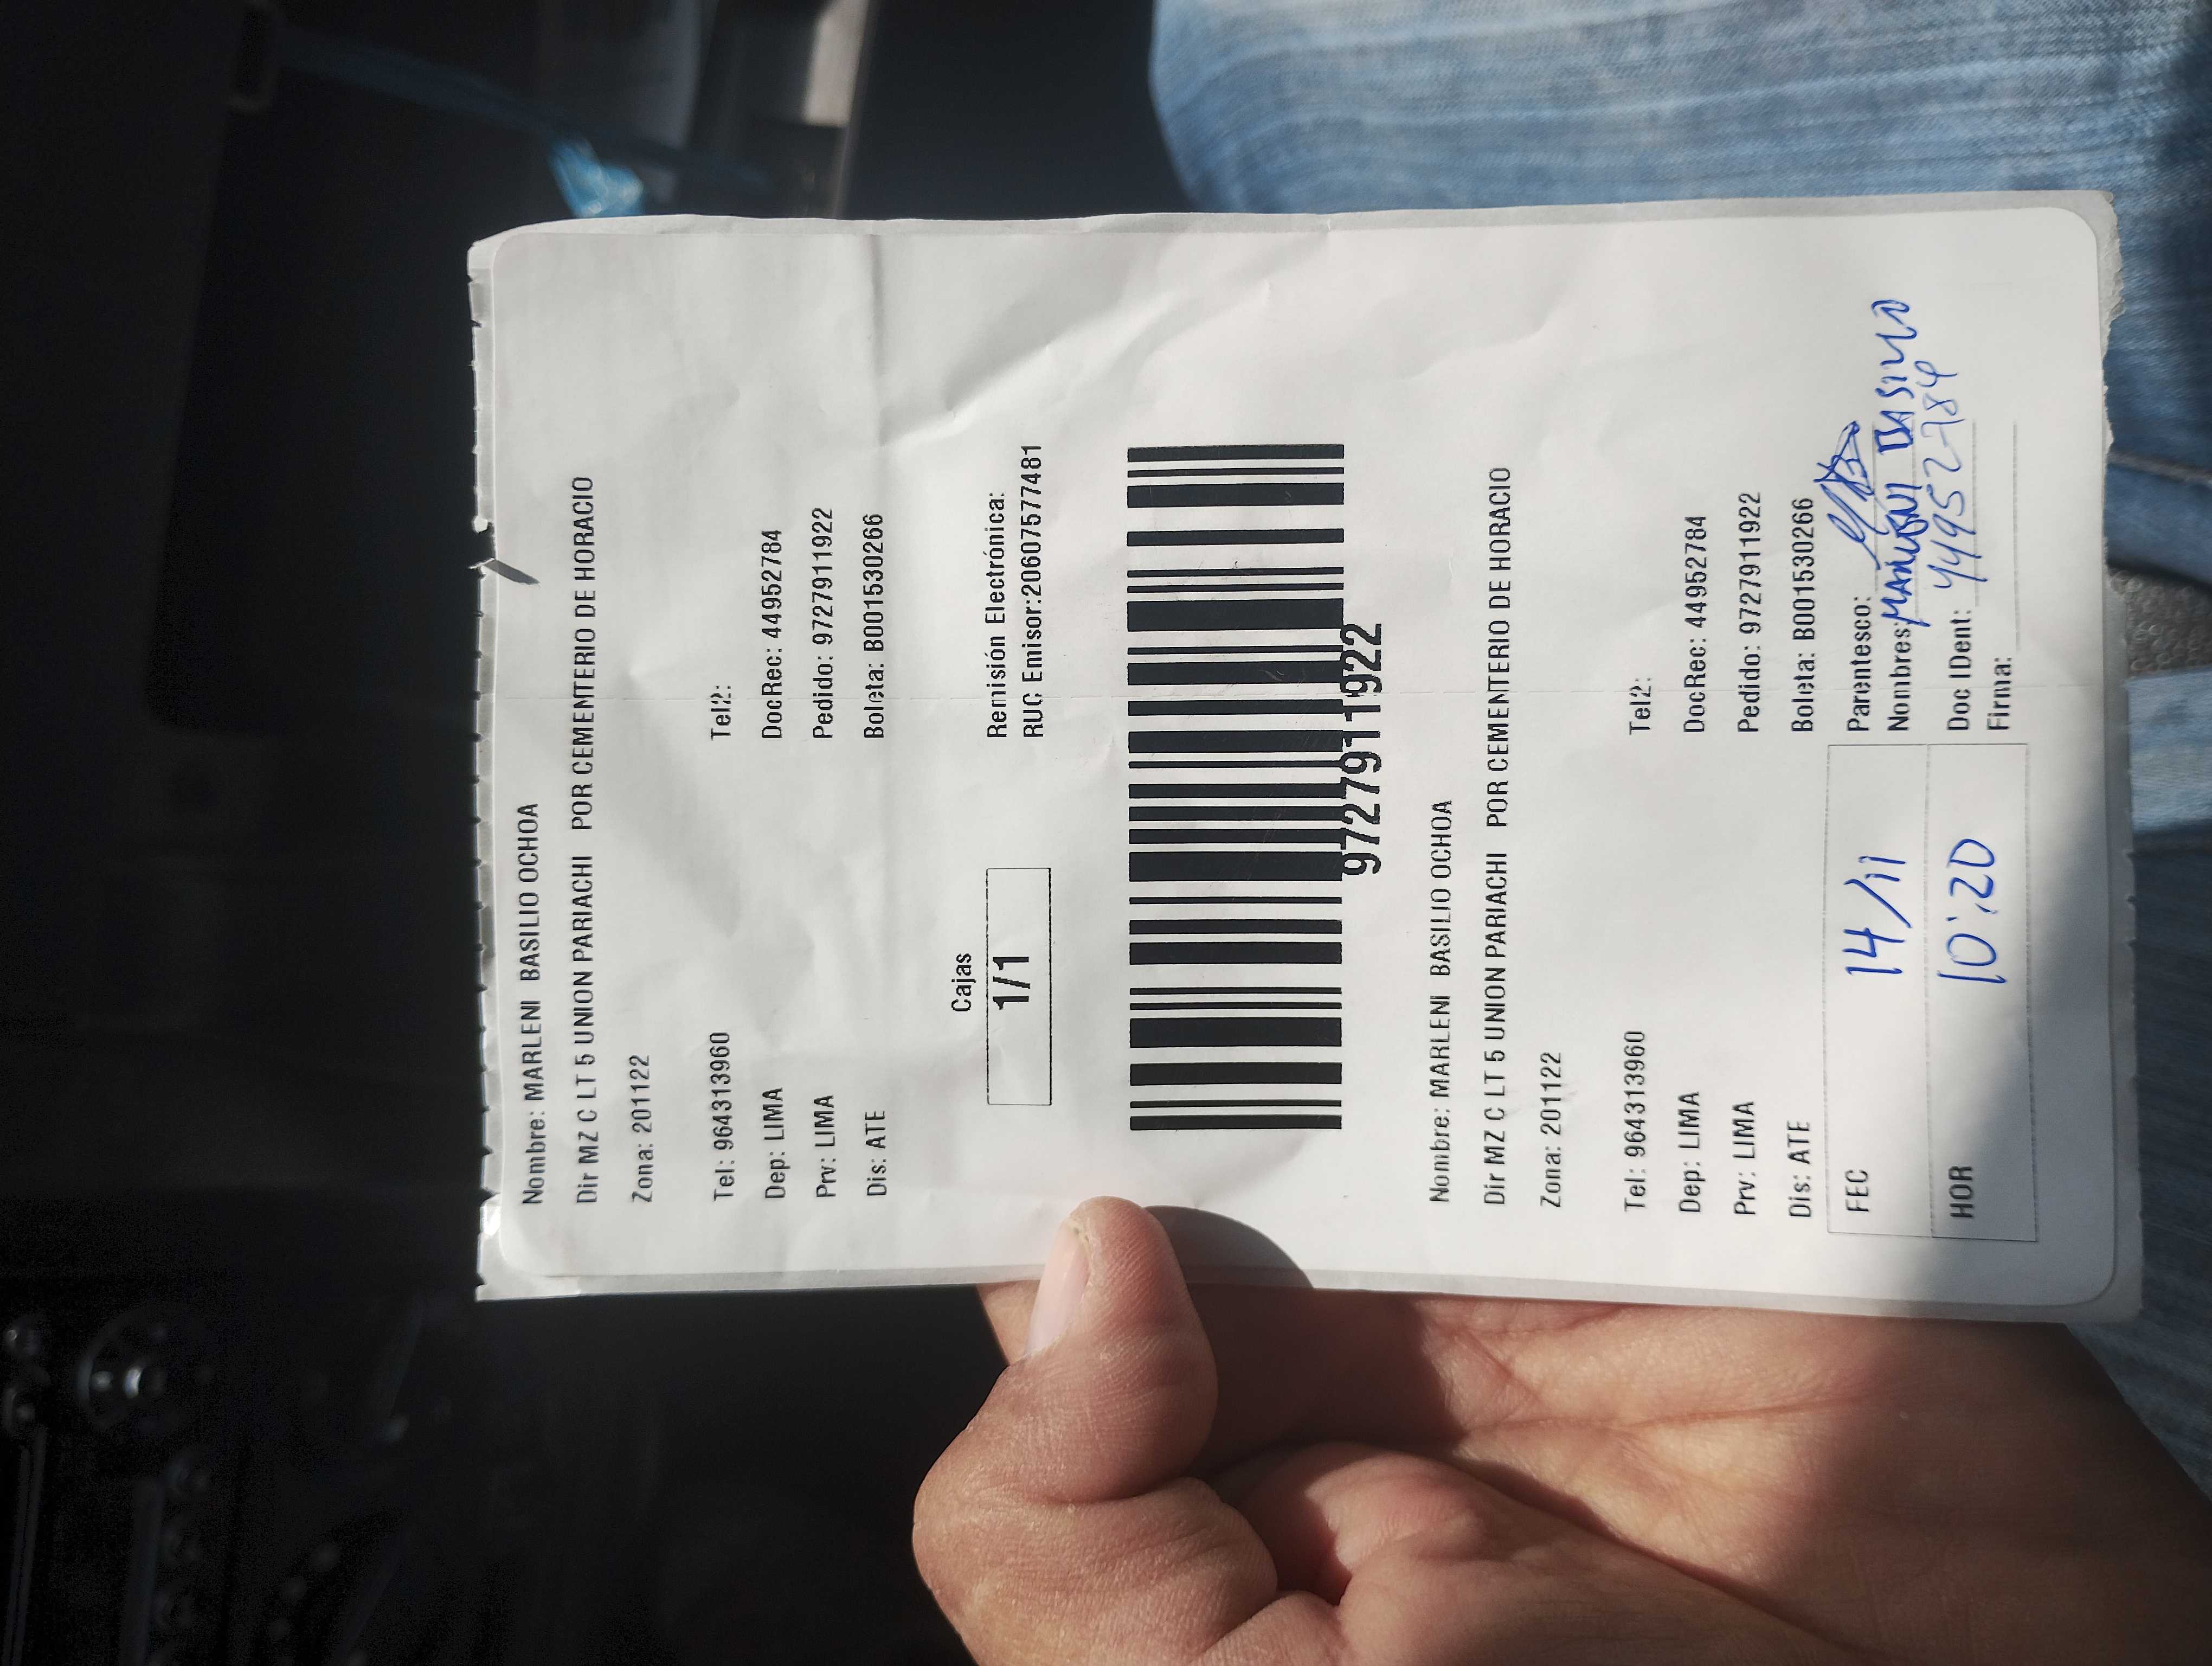 Nombre: MARLENI BASILIO OCHOA
Dir MZ C LT 5 UNION PARIACHI POR CEMENTERIO DE HORACIO
Zona: 201122
Tel: 964313960 Tel2:
Dep: LIMA DocRec: 44952784
Prv: LIMA Pedido: 972791​1922
Dis: ATE Boleta: B001530266
Cajas
1/1
Remisión Electrónica:
RUC Emisor:20607577481
9727911922
Nombre: MARLENI BASILIO OCHOA
Dir MZ C LT 5 UNION PARIACHI POR CEMENTERIO DE HORACIO
Zona: 201122
Tel: 964313960 Tel2:
Dep: LIMA DocRec: 44952784
Prv: LIMA Pedido: 9727911922
Dis: ATE Boleta: B001530266
FEC 14/11 Parentesco:
Nombres:
HOR 10:20 Doc IDent: 44952784
Firma: